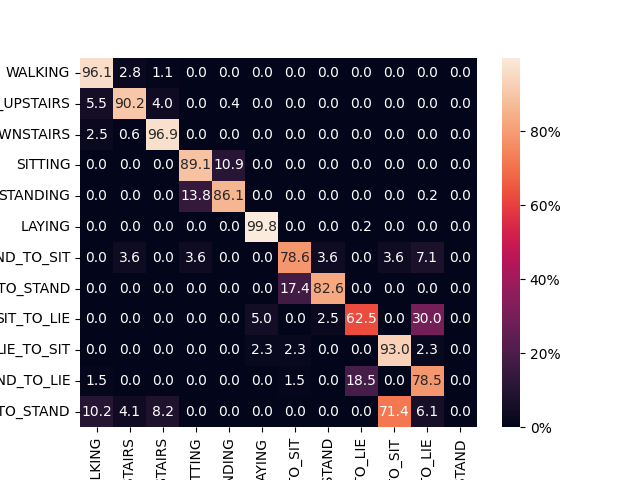 WALKING 96.1 2.8 1.1 0.0 0.0 0.0 0.0 0.0 0.0 0.0 0.0 0.0
_UPSTAIRS 5.5 90.2 4.0 0.0 0.4 0.0 0.0 0.0 0.0 0.0 0.0 0.0
WNSTAIRS 2.5 0.6 96.9 0.0 0.0 0.0 0.0 0.0 0.0 0.0 0.0 0.0
SITTING 0.0 0.0 0.0 89.1 10.9 0.0 0.0 0.0 0.0 0.0 0.0 0.0
STANDING 0.0 0.0 0.0 13.8 86.1 0.0 0.0 0.0 0.0 0.0 0.2 0.0
LAYING 0.0 0.0 0.0 0.0 0.0 99.8 0.0 0.0 0.2 0.0 0.0 0.0
ND_TO_SIT 0.0 3.6 0.0 3.6 0.0 0.0 78.6 3.6 0.0 3.6 7.1 0.0
TO_STAND 0.0 0.0 0.0 0.0 0.0 0.0 17.4 82.6 0.0 0.0 0.0 0.0
SIT_TO_LIE 0.0 0.0 0.0 0.0 0.0 5.0 0.0 2.5 62.5 0.0 30.0 0.0
LIE_TO_SIT 0.0 0.0 0.0 0.0 0.0 2.3 2.3 0.0 0.0 93.0 2.3 0.0
ND_TO_LIE 1.5 0.0 0.0 0.0 0.0 0.0 1.5 0.0 18.5 0.0 78.5 0.0
TO_STAND 10.2 4.1 8.2 0.0 0.0 0.0 0.0 0.0 0.0 71.4 6.1 0.0
LKING
STAIRS
STAIRS
TTING
NDING
AYING
TO_SIT
STAND
TO_LIE
TO_SIT
TO_LIE
STAND
80%
60%
40%
20%
0%